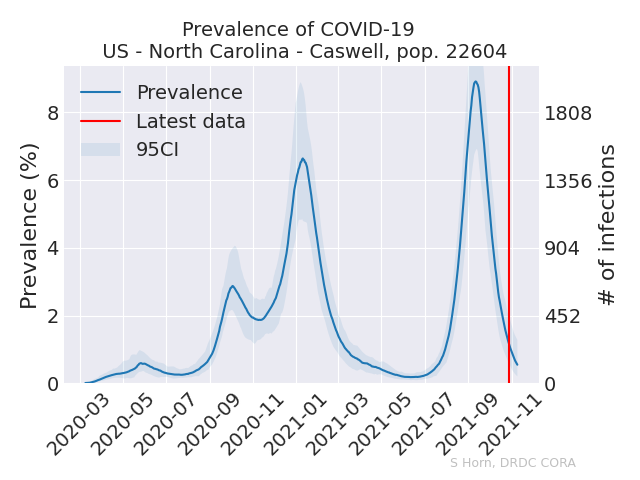 Prevalence of COVID-19
US - North Carolina - Caswell, pop. 22604
Prevalence
Latest data
95CI
Prevalence (%)
8
6
4
2
0
1808
1356
904
452
0
# of infections
2020-03
2020-05
2020-07
2020-09
2020-11
2021-01
2021-03
2021-05
2021-07
2021-09
2021-11
S Horn, DRDC CORA